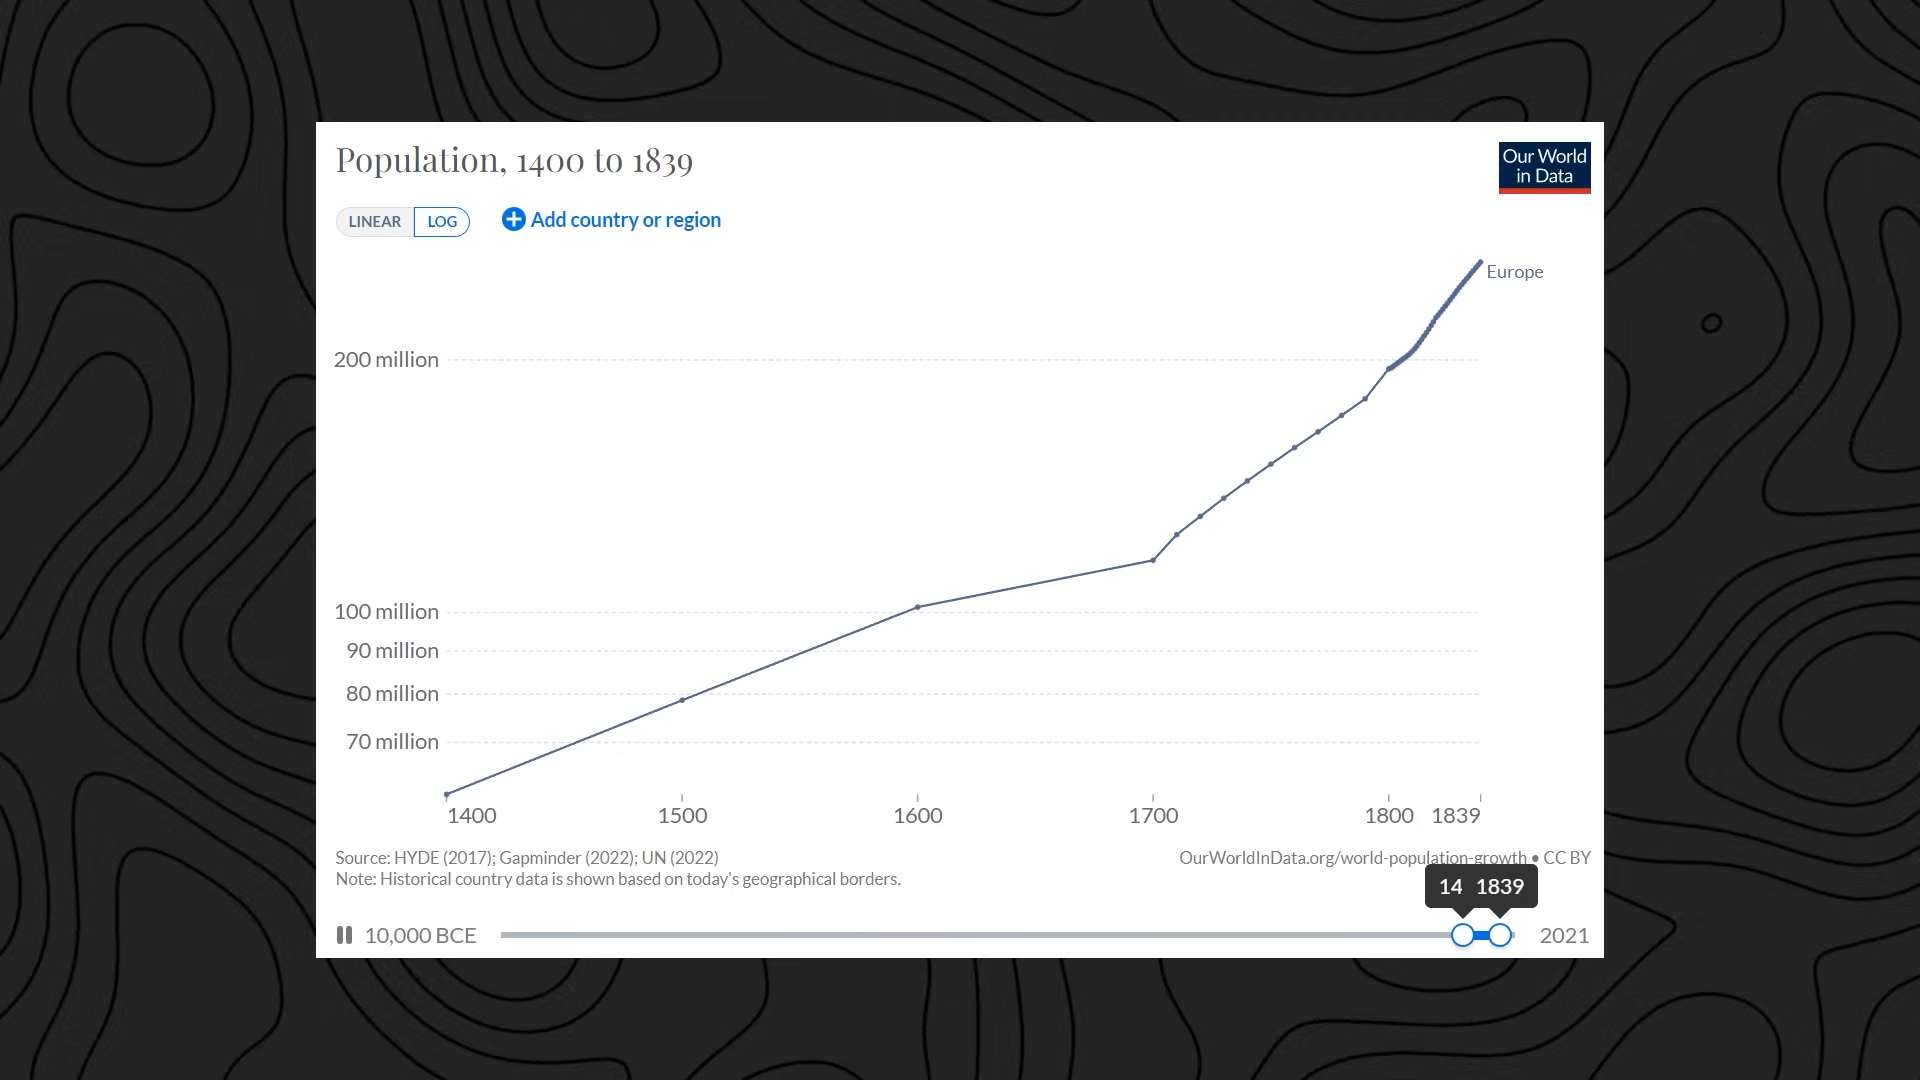 Population, 1400 to 1839
Our World
in Data
LINEAR LOG
Add country or region
Europe
200 million
100 million
90 million
80 million
70 million
1400 1500 1600 1700 1800 1839
Source: HYDE (2017); Gapminder (2022); UN (2022)
OurWorldInData.org/world-population-growth • CC BY
Note: Historical country data is shown based on today's geographical borders.
14 1839
10,000 BCE 2021